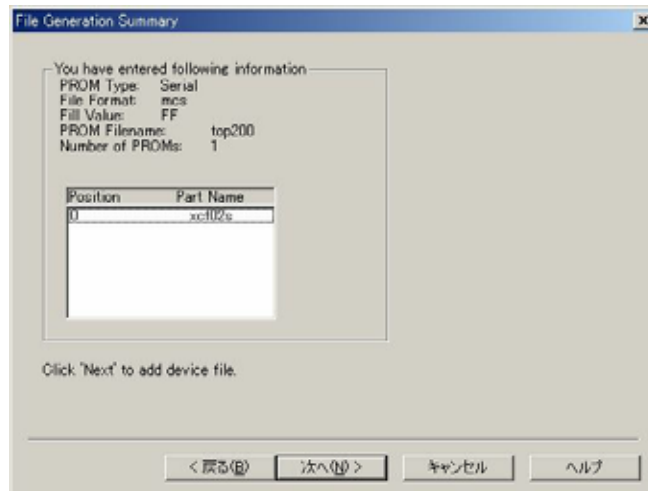 File Generation Summary
You have entered following information
PROM Type: Serial
File Format: mcs
Fill Value: FF
PROM Filename: top200
Number of PROMs: 1
Position Part Name
0 xcf02s
Click "Next" to add device file.
< 戻る(B) 次へ(N) > キャンセル ヘルプ